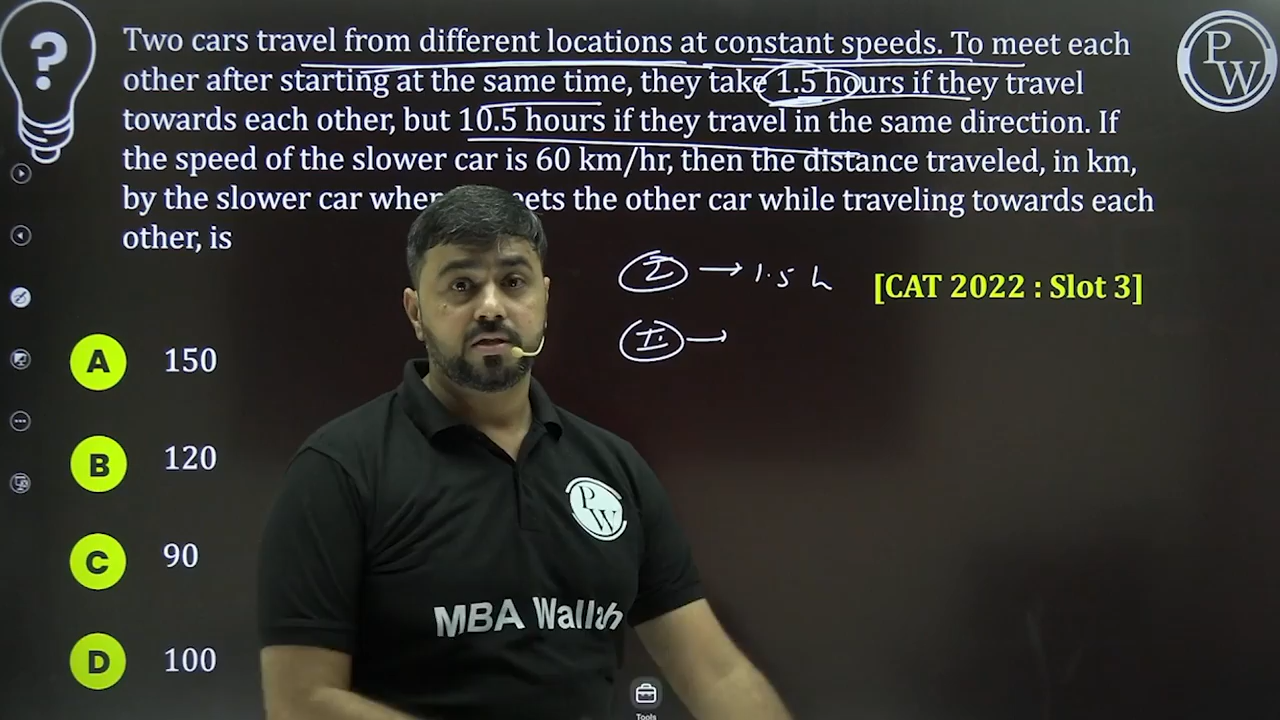 Two cars travel from different locations at constant speeds. To meet each
other after starting at the same time, they take 1.5 hours if they travel
towards each other, but 10.5 hours if they travel in the same direction. If
the speed of the slower car is 60 km/hr, then the distance traveled, in km,
by the slower car when meets the other car while traveling towards each
other, is
I → 1.5 h
II →
[CAT 2022 : Slot 3]
A 150
B 120
C 90
D 100
PW
PW
MBA Wallah
Tools